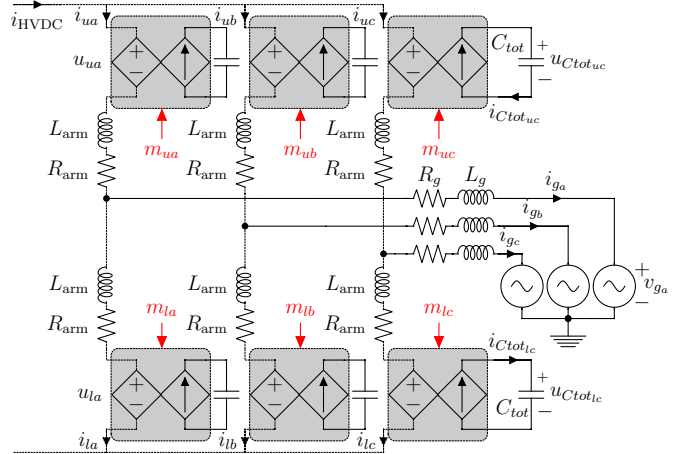 i_HVDC i_ua i_ub i_uc
u_ua C_tot + u_Ctot_uc −
i_Ctot_uc
L_arm m_ua L_arm m_ub L_arm m_uc
R_arm R_arm R_arm
R_g L_g i_ga
i_gb
i_gc
L_arm m_la L_arm m_lb L_arm m_lc + v_ga −
R_arm R_arm R_arm i_Ctot_lc
u_la C_tot + u_Ctot_lc −
i_la i_lb i_lc